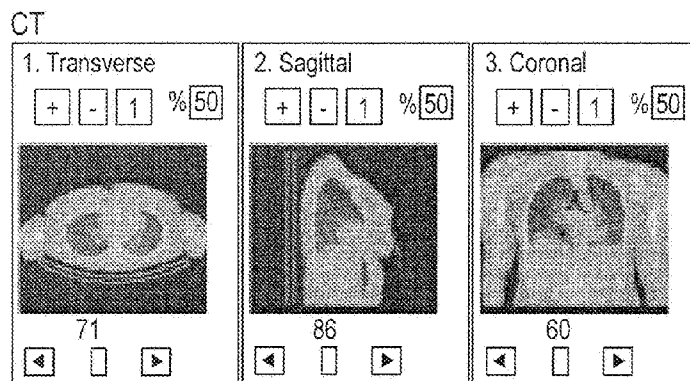 CT
1. Transverse
+ - 1 %50
71
2. Sagittal
+ - 1 %50
86
3. Coronal
+ - 1 %50
60